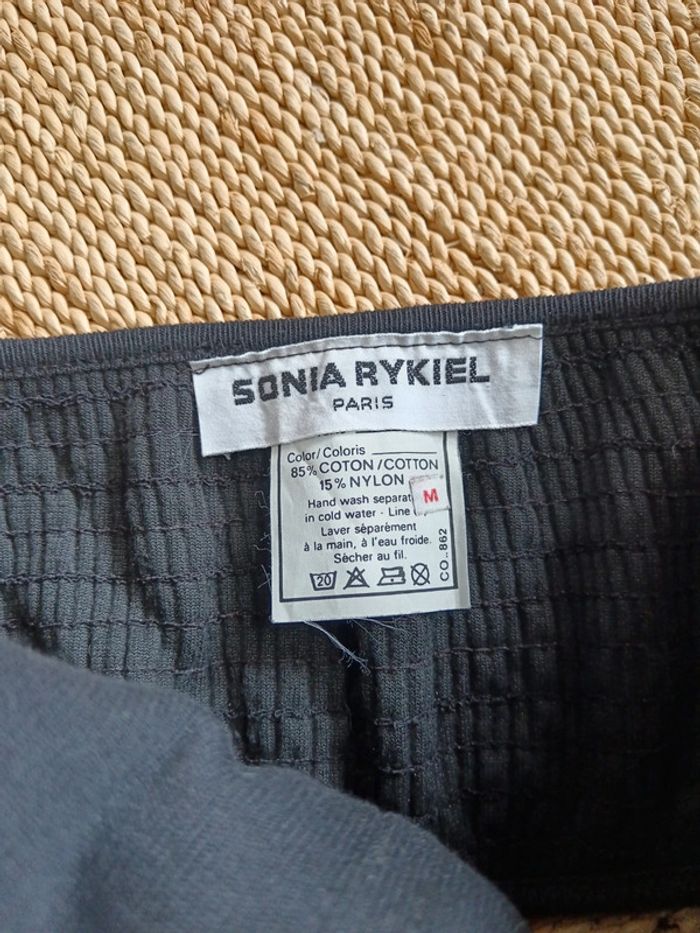 SONIA RYKIEL
PARIS
Color/Coloris
85% COTON/COTTON
15% NYLON
M
Hand wash separat
in cold water - Line
Laver séparément
à la main, à l'eau froide.
Sècher au fil.
20
CO..862